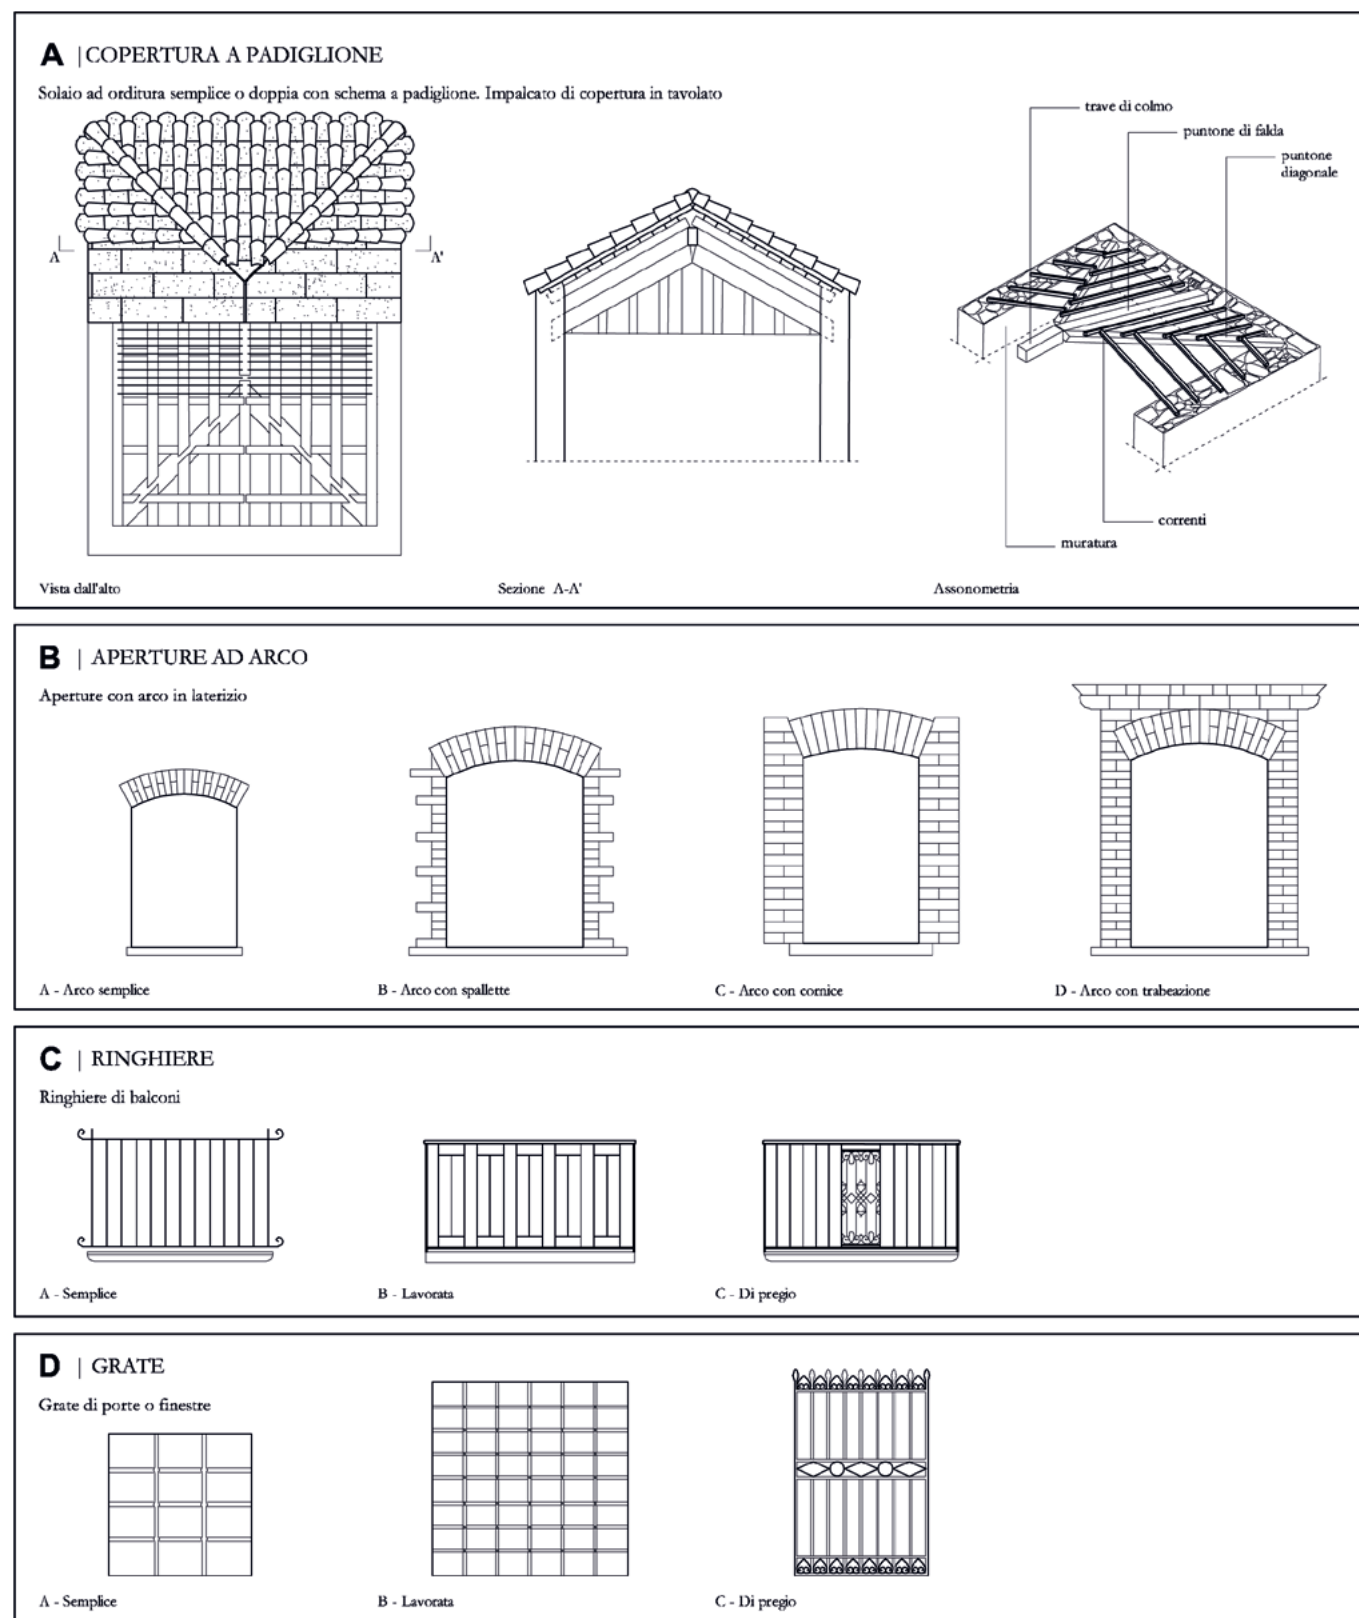 A | COPERTURA A PADIGLIONE
Solaio ad orditura semplice o doppia con schema a padiglione. Impalcato di copertura in tavolato
trave di colmo
puntone di falda
puntone
diagonale
A
A'
correnti
muratura
Vista dall'alto
Sezione A-A'
Assonometria
B | APERTURE AD ARCO
Aperture con arco in laterizio
A - Arco semplice
B - Arco con spallette
C - Arco con cornice
D - Arco con trabeazione
C | RINGHIERE
Ringhiere di balconi
A - Semplice
B - Lavorata
C - Di pregio
D | GRATE
Grate di porte o finestre
A - Semplice
B - Lavorata
C - Di pregio